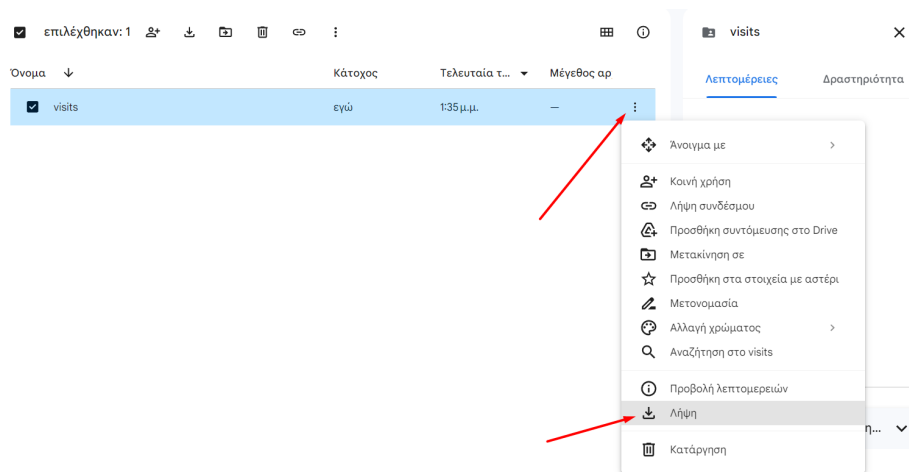 επιλέχθηκαν: 1
visits
Όνομα Κάτοχος Τελευταία τ... Μέγεθος αρ
Λεπτομέρειες Δραστηριότητα
visits εγώ 1:35 μ.μ. —
Άνοιγμα με
Κοινή χρήση
Λήψη συνδέσμου
Προσθήκη συντόμευσης στο Drive
Μετακίνηση σε
Προσθήκη στα στοιχεία με αστέρι
Μετονομασία
Αλλαγή χρώματος
Αναζήτηση στο visits
Προβολή λεπτομερειών
Λήψη
η...
Κατάργηση